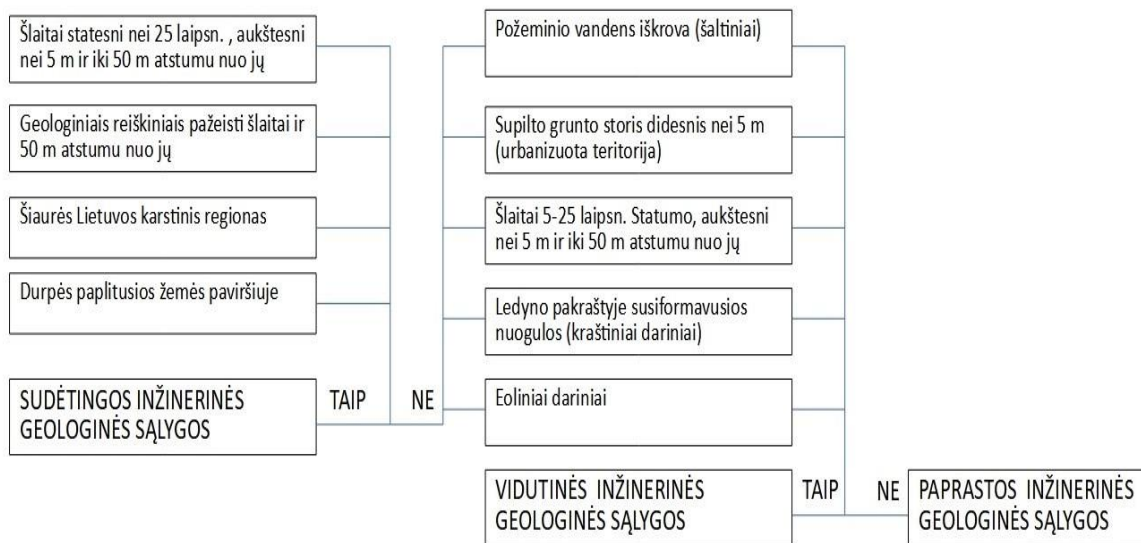 Šlaitai statesni nei 25 laipsn. , aukštesni
nei 5 m ir iki 50 m atstumu nuo jų
Geologiniais reiškiniais pažeisti šlaitai ir
50 m atstumu nuo jų
Šiaurės Lietuvos karstinis regionas
Durpės paplitusios žemės paviršiuje
SUDĖTINGOS INŽINERINĖS
GEOLOGINĖS SĄLYGOS
TAIP
NE
Požeminio vandens iškrova (šaltiniai)
Supilto grunto storis didesnis nei 5 m
(urbanizuota teritorija)
Šlaitai 5-25 laipsn. Statumo, aukštesni
nei 5 m ir iki 50 m atstumu nuo jų
Ledyno pakraštyje susiformavusios
nuogulos (kraštiniai dariniai)
Eoliniai dariniai
VIDUTINĖS INŽINERINĖS
GEOLOGINĖS SĄLYGOS
TAIP
NE
PAPRASTOS INŽINERINĖS
GEOLOGINĖS SĄLYGOS